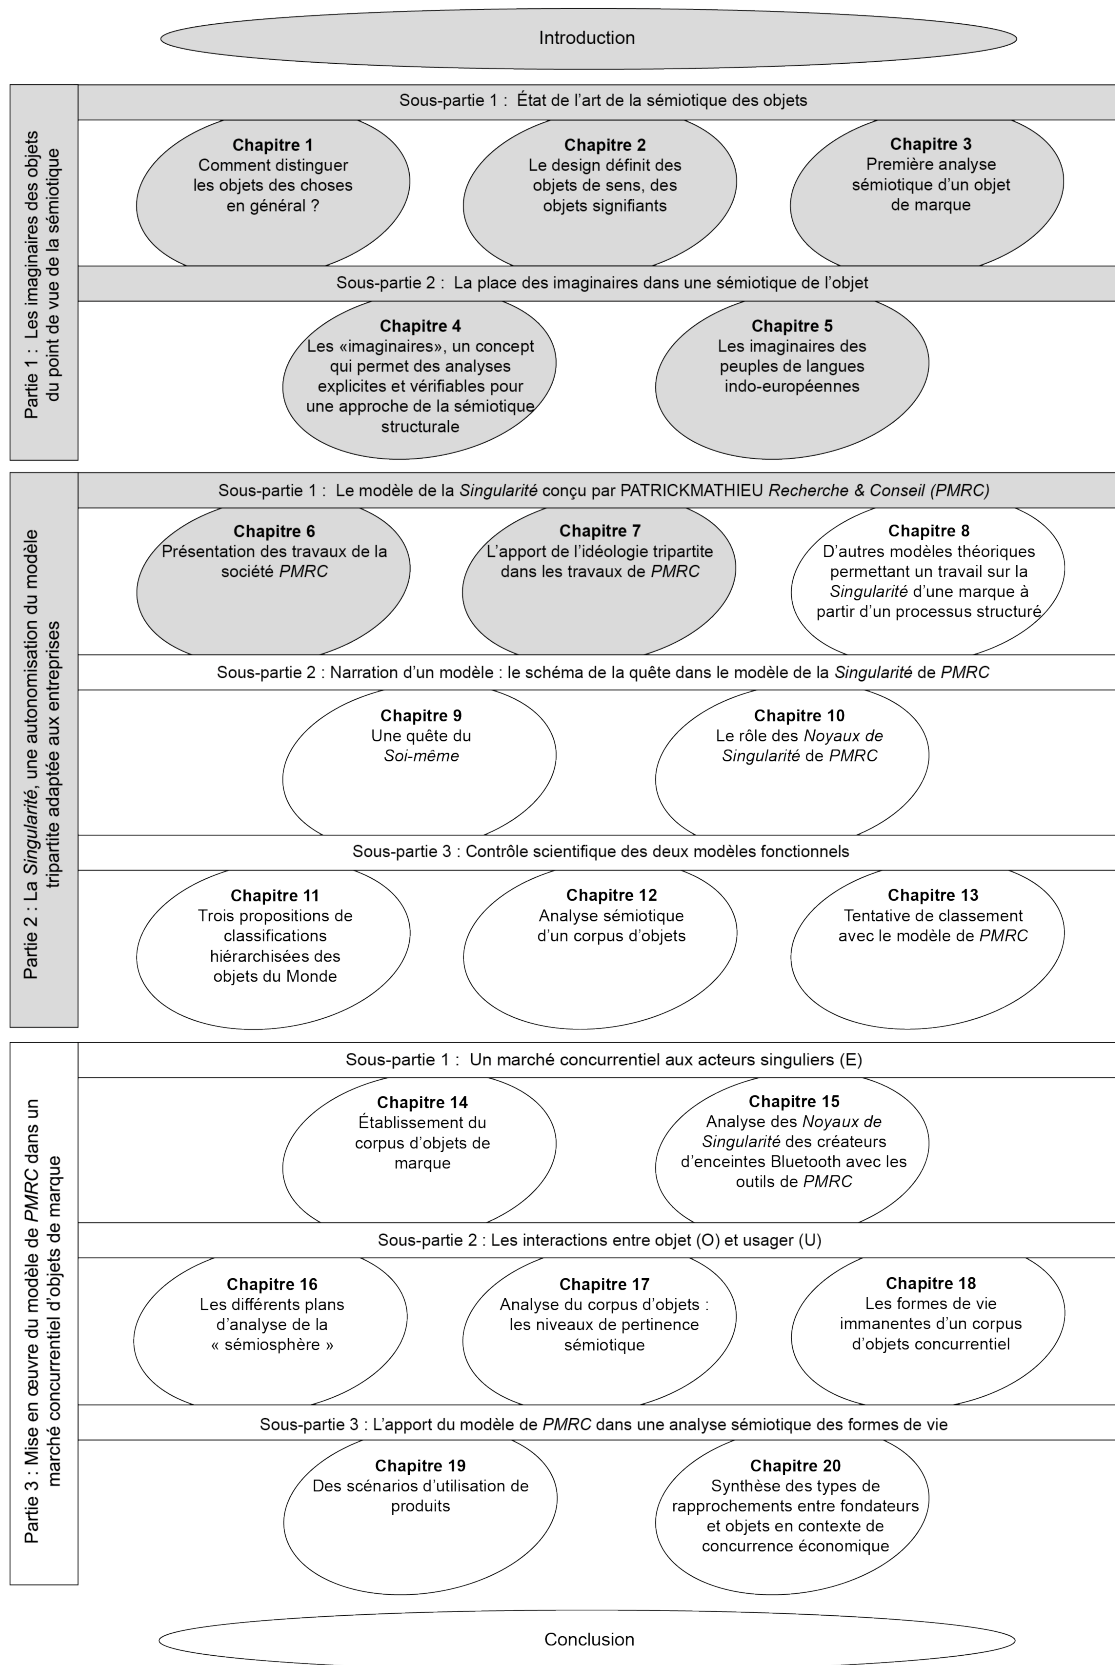 Introduction
Partie 1 : Les imaginaires des objets
du point de vue de la sémiotique
Sous-partie 1 : État de l’art de la sémiotique des objets
Chapitre 1
Comment distinguer
les objets des choses
en général ?
Chapitre 2
Le design définit des
objets de sens, des
objets signifiants
Chapitre 3
Première analyse
sémiotique d’un objet
de marque
Sous-partie 2 : La place des imaginaires dans une sémiotique de l’objet
Chapitre 4
Les «imaginaires», un concept
qui permet des analyses
explicites et vérifiables pour
une approche de la sémiotique
structurale
Chapitre 5
Les imaginaires des
peuples de langues
indo-européennes
Partie 2 : La Singularité, une autonomisation du modèle
tripartite adaptée aux entreprises
Sous-partie 1 : Le modèle de la Singularité conçu par PATRICKMATHIEU Recherche & Conseil (PMRC)
Chapitre 6
Présentation des travaux de la
société PMRC
Chapitre 7
L’apport de l’idéologie tripartite
dans les travaux de PMRC
Chapitre 8
D’autres modèles théoriques
permettant un travail sur la
Singularité d’une marque à
partir d’un processus structuré
Sous-partie 2 : Narration d’un modèle : le schéma de la quête dans le modèle de la Singularité de PMRC
Chapitre 9
Une quête du
Soi-même
Chapitre 10
Le rôle des Noyaux de
Singularité de PMRC
Sous-partie 3 : Contrôle scientifique des deux modèles fonctionnels
Chapitre 11
Trois propositions de
classifications
hiérarchisées des
objets du Monde
Chapitre 12
Analyse sémiotique
d’un corpus d’objets
Chapitre 13
Tentative de classement
avec le modèle de PMRC
Partie 3 : Mise en œuvre du modèle de PMRC dans un
marché concurrentiel d’objets de marque
Sous-partie 1 : Un marché concurrentiel aux acteurs singuliers (E)
Chapitre 14
Établissement du
corpus d’objets de
marque
Chapitre 15
Analyse des Noyaux de
Singularité des créateurs
d’enceintes Bluetooth avec les
outils de PMRC
Sous-partie 2 : Les interactions entre objet (O) et usager (U)
Chapitre 16
Les différents plans
d’analyse de la
« sémiosphère »
Chapitre 17
Analyse du corpus d’objets :
les niveaux de pertinence
sémiotique
Chapitre 18
Les formes de vie
immanentes d’un corpus
d’objets concurrentiel
Sous-partie 3 : L’apport du modèle de PMRC dans une analyse sémiotique des formes de vie
Chapitre 19
Des scénarios d’utilisation de
produits
Chapitre 20
Synthèse des types de
rapprochements entre fondateurs
et objets en contexte de
concurrence économique
Conclusion